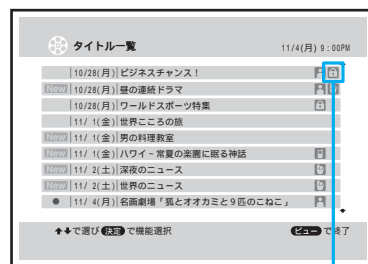 タイトル一覧 11/4(月) 9:00PM
10/28(月) ビジネスチャンス！
New 10/28(月) 昼の連続ドラマ
10/28(月) ワールドスポーツ特集
11/ 1(金) 世界こころの旅
New 11/ 1(金) 男の料理教室
New 11/ 1(金) ハワイ～常夏の楽園に眠る神話
New 11/ 2(土) 深夜のニュース
New 11/ 2(土) 世界のニュース
● 11/ 4(月) 名画劇場「狐とオオカミと９匹のこねこ」
↑↓で選び 決定 で機能選択 ビュー で終了